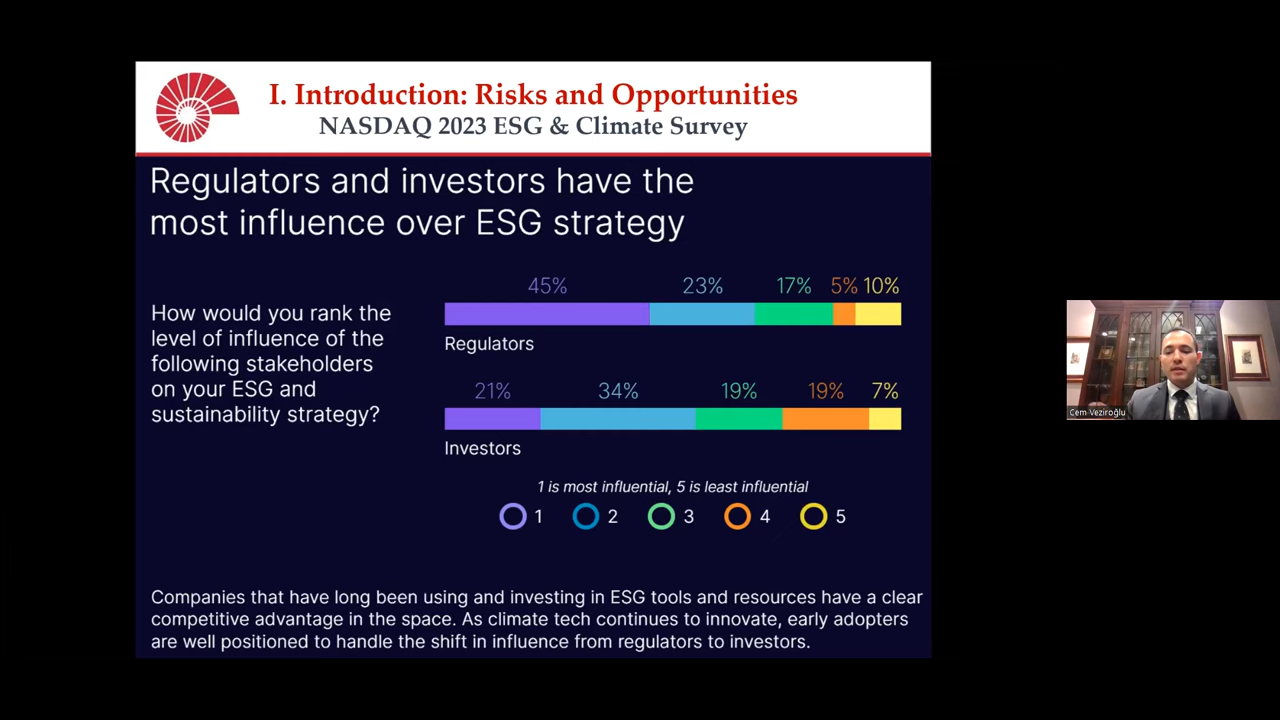 I. Introduction: Risks and Opportunities
NASDAQ 2023 ESG & Climate Survey
Regulators and investors have the
most influence over ESG strategy
How would you rank the
level of influence of the
following stakeholders
on your ESG and
sustainability strategy?
45% 23% 17% 5% 10%
Regulators
21% 34% 19% 19% 7%
Investors
1 is most influential, 5 is least influential
1 2 3 4 5
Companies that have long been using and investing in ESG tools and resources have a clear
competitive advantage in the space. As climate tech continues to innovate, early adopters
are well positioned to handle the shift in influence from regulators to investors.
Cem Veziroğlu